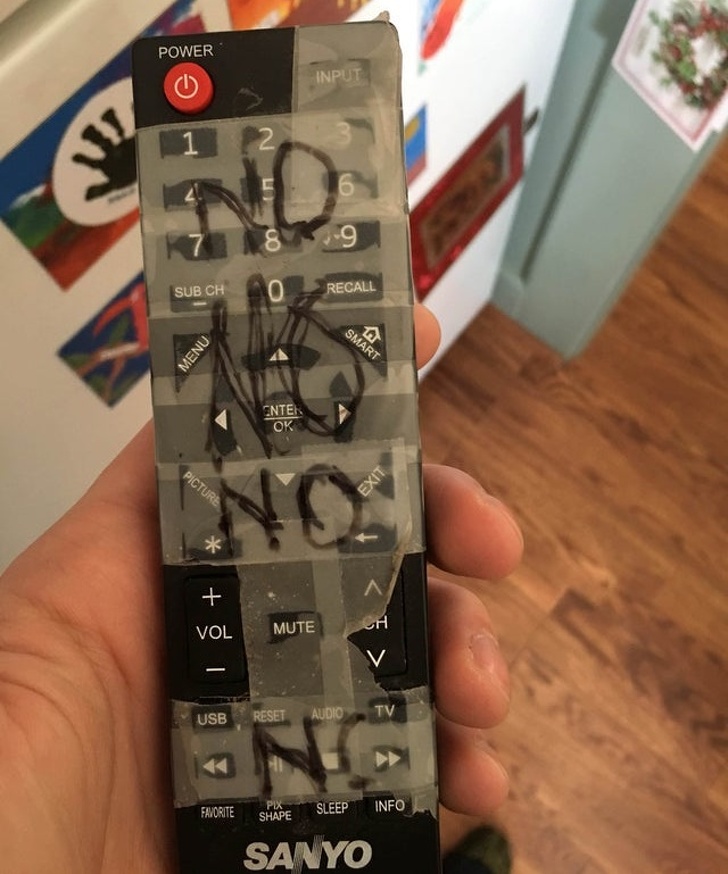 POWER
INPUT
1 2 3
NO
4 5 6
7 8 9
SUB CH 0 RECALL
MENU SMART
NO
ENTER
OK
PICTURE EXIT
NO
* ←
+ ∧
VOL MUTE CH
− ∨
USB RESET AUDIO TV
N
FAVORITE PIX SHAPE SLEEP INFO
SANYO